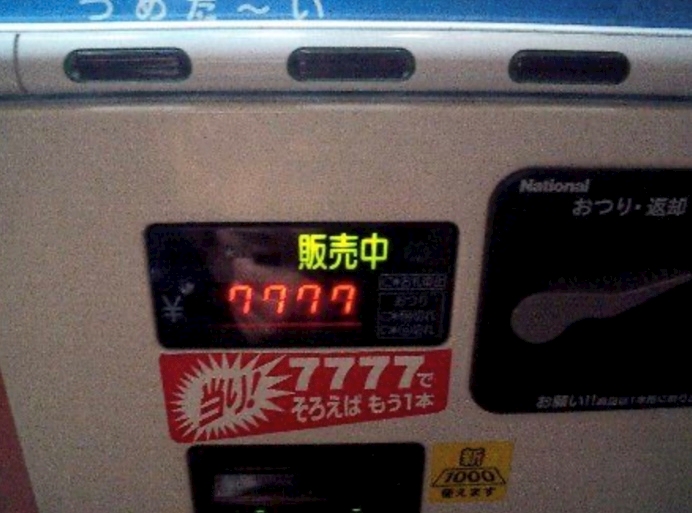 つめた〜い
販売中
¥ 7777
おつり
当り! 7777で
そろえば もう1本
National
おつり・返却
お願い!!
新
1000
使えます